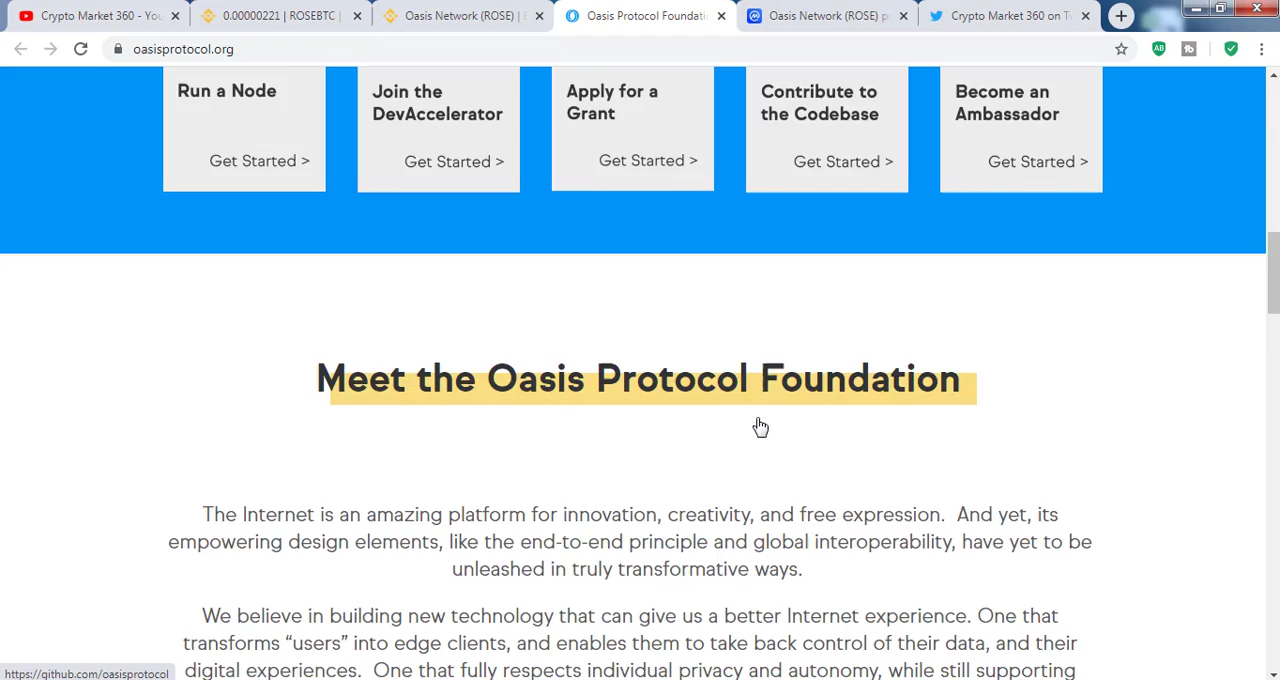 Crypto Market 360 - You
0.00000221 | ROSEBTC |
Oasis Network (ROSE) | E
Oasis Protocol Foundatio
Oasis Network (ROSE) p
Crypto Market 360 on Tw
oasisprotocol.org
Run a Node
Get Started >
Join the
DevAccelerator
Get Started >
Apply for a
Grant
Get Started >
Contribute to
the Codebase
Get Started >
Become an
Ambassador
Get Started >
Meet the Oasis Protocol Foundation
The Internet is an amazing platform for innovation, creativity, and free expression. And yet, its
empowering design elements, like the end-to-end principle and global interoperability, have yet to be
unleashed in truly transformative ways.
We believe in building new technology that can give us a better Internet experience. One that
transforms “users” into edge clients, and enables them to take back control of their data, and their
digital experiences. One that fully respects individual privacy and autonomy, while still supporting
https://github.com/oasisprotocol